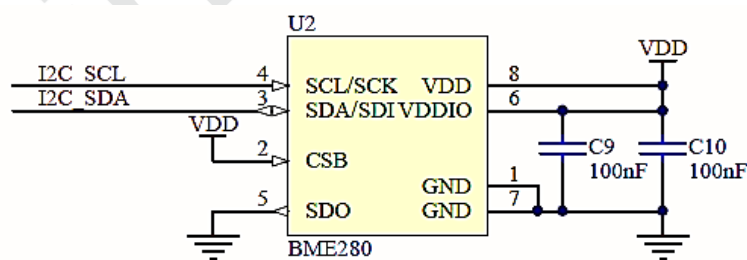 U2
VDD
I2C_SCL 4 SCL/SCK VDD 8
I2C_SDA 3 SDA/SDI VDDIO 6
VDD
2 CSB
C9 C10
100nF 100nF
GND 1
5 SDO GND 7
BME280